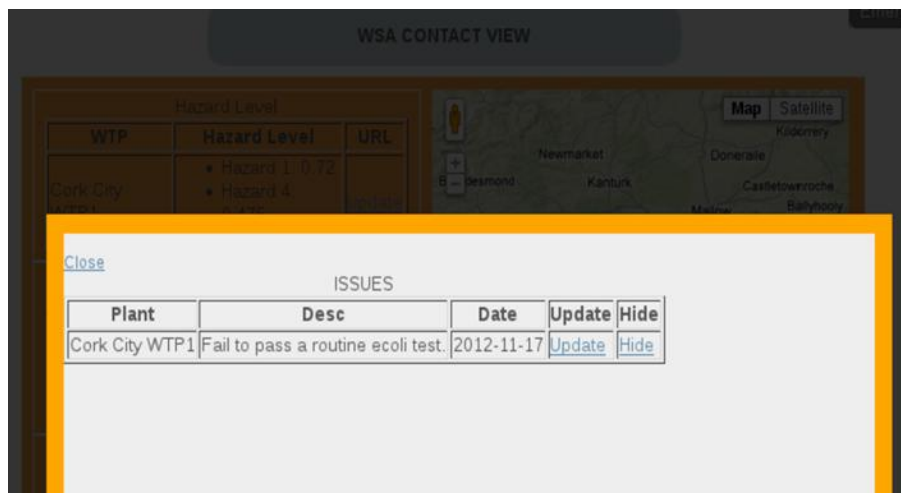 WSA CONTACT VIEW
Hazard Level
WTP Hazard Level URL
Cork City
Hazard 1: 0.72
Hazard 4:
Map Satellite
Kildorrery
Newmarket
Doneraile
Kanturk
Castletownroche
Mallow
Ballyhooly
Close
ISSUES
Plant Desc Date Update Hide
Cork City WTP1 Fail to pass a routine ecoli test. 2012-11-17 Update Hide